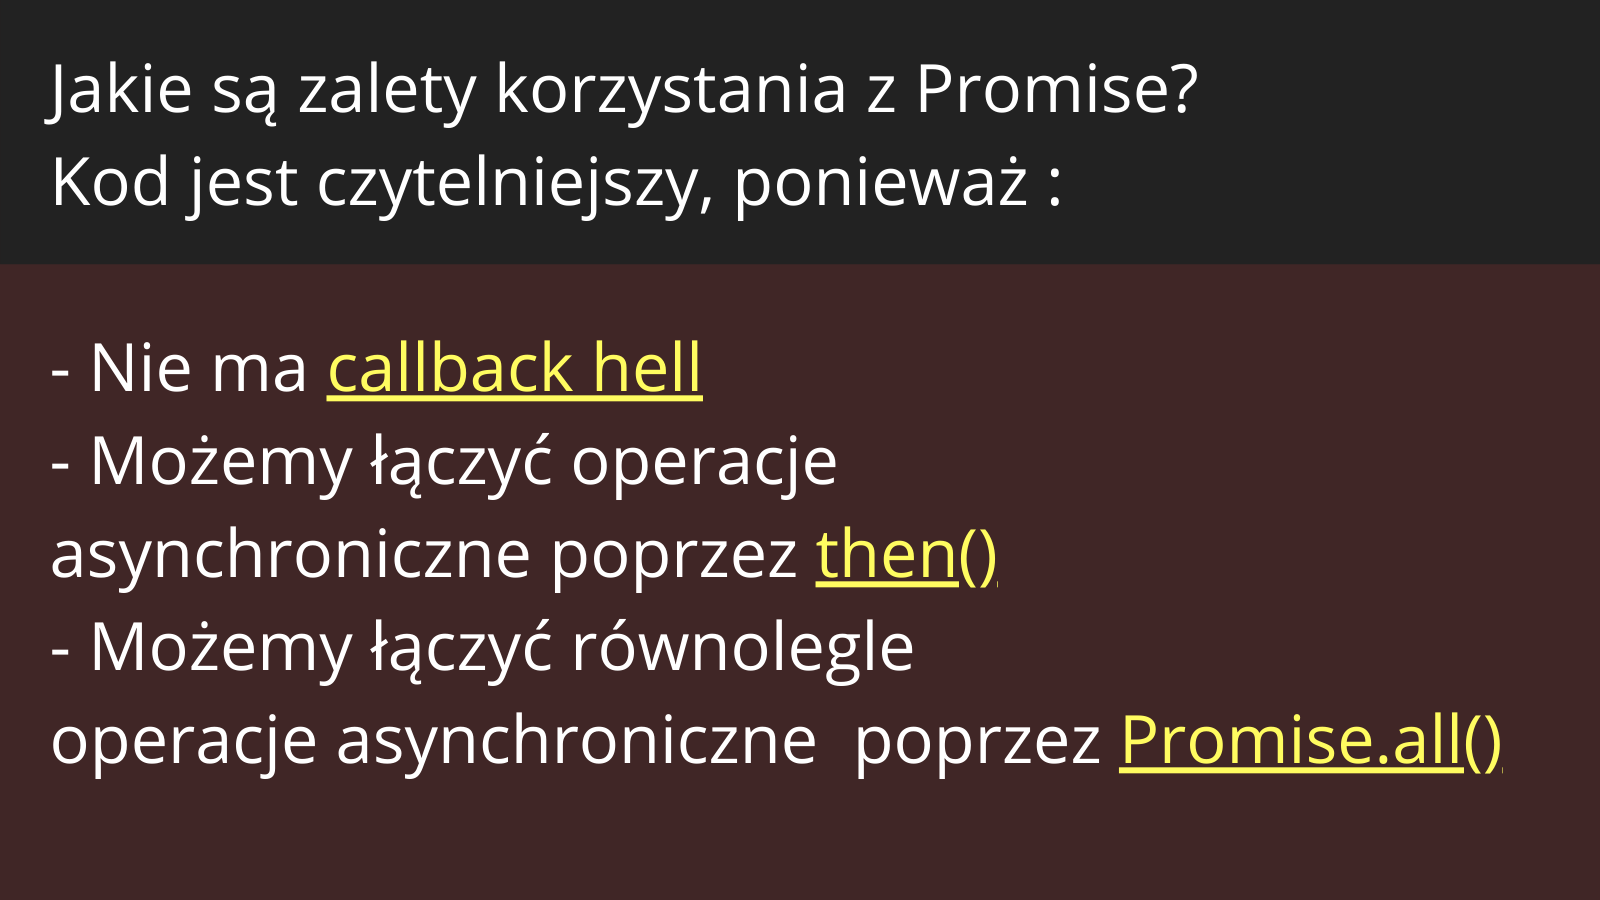 Jakie są zalety korzystania z Promise?
Kod jest czytelniejszy, ponieważ :
- Nie ma callback hell
- Możemy łączyć operacje
asynchroniczne poprzez then()
- Możemy łączyć równolegle
operacje asynchroniczne  poprzez Promise.all()